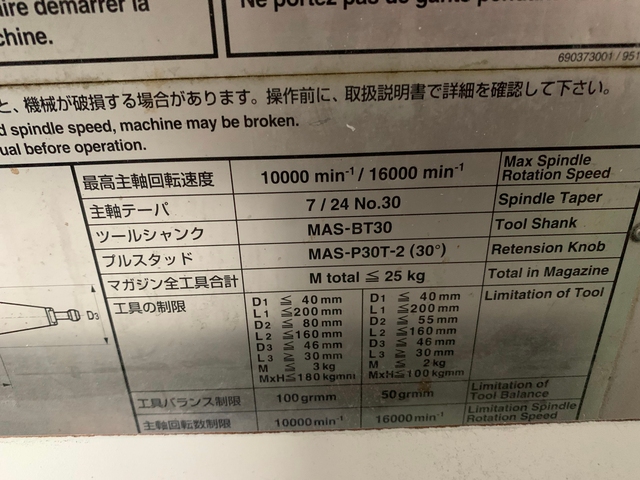 aire démarrer la
chine.
Ne portez pas de
690373001 / 951
と、機械が破損する場合があります。操作前に、取扱説明書で詳細を確認して下さい。
d spindle speed, machine may be broken.
ual before operation.
最高主軸回転速度 10000 min⁻¹ / 16000 min⁻¹ Max Spindle
Rotation Speed
主軸テーパ 7 / 24 No.30 Spindle Taper
ツールシャンク MAS-BT30 Tool Shank
プルスタッド MAS-P30T-2 (30°) Retension Knob
マガジン全工具合計 M total ≦ 25 kg Total in Magazine
工具の制限 D1 ≦ 40mm D1 ≦ 40mm Limitation of Tool
L1 ≦200mm L1 ≦200mm
D2 ≦ 80mm D2 ≦ 55mm
L2 ≦160mm L2 ≦160mm
D3 ≦ 46mm D3 ≦ 46mm
L3 ≦ 30mm L3 ≦ 30mm
M ≦ 3kg M ≦ 2kg
MxH≦180kgmm MxH≦100kgmm
D3
工具バランス制限 100grmm 50grmm Limitation of
Tool Balance
主軸回転数制限 10000min⁻¹ 16000min⁻¹ Limitation Spindle
Rotation Speed